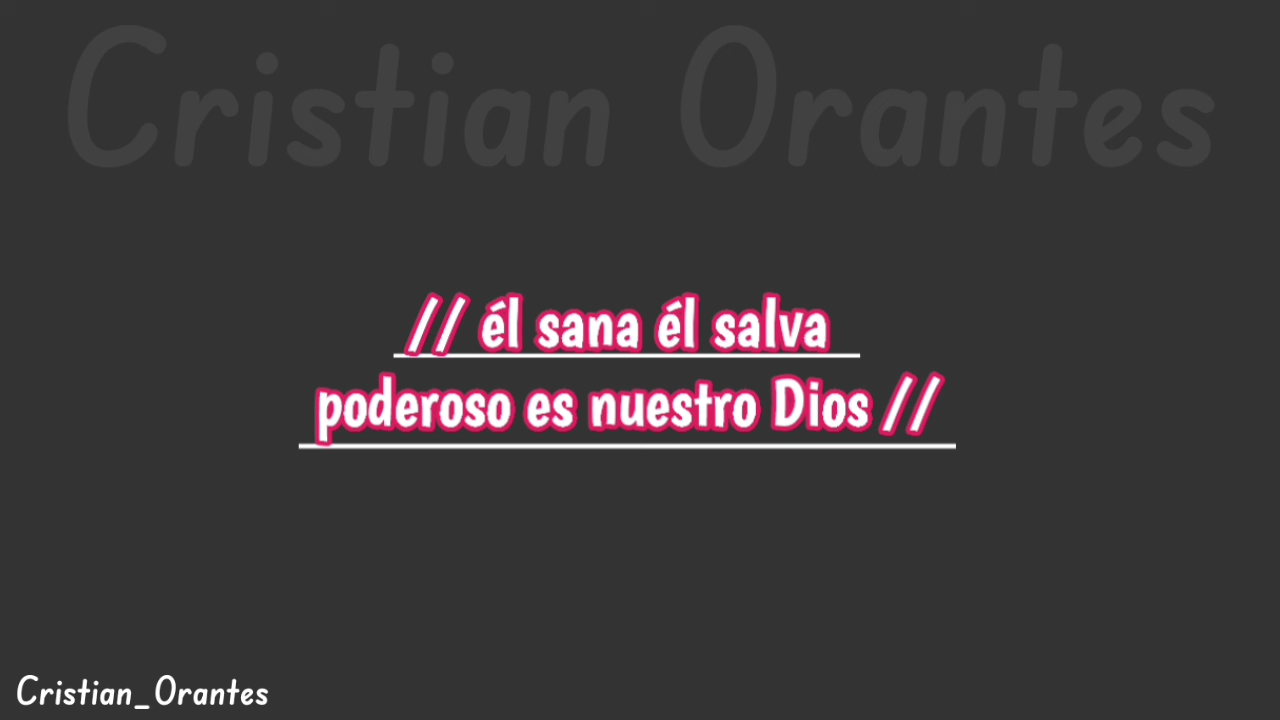 Cristian Orantes
// él sana él salva
poderoso es nuestro Dios //
Cristian_Orantes